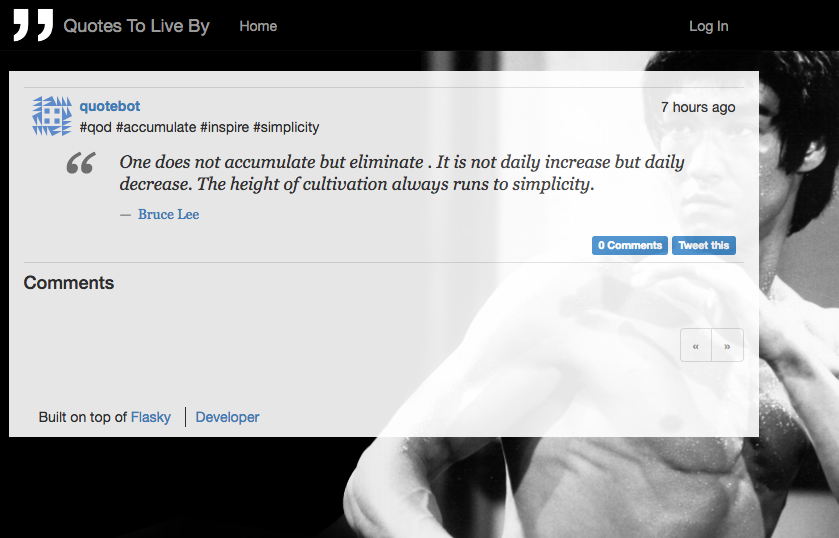 Quotes To Live By Home Log In
quotebot 7 hours ago
#qod #accumulate #inspire #simplicity
“ One does not accumulate but eliminate . It is not daily increase but daily
decrease. The height of cultivation always runs to simplicity.
— Bruce Lee
0 Comments Tweet this
Comments
« »
Built on top of Flasky | Developer